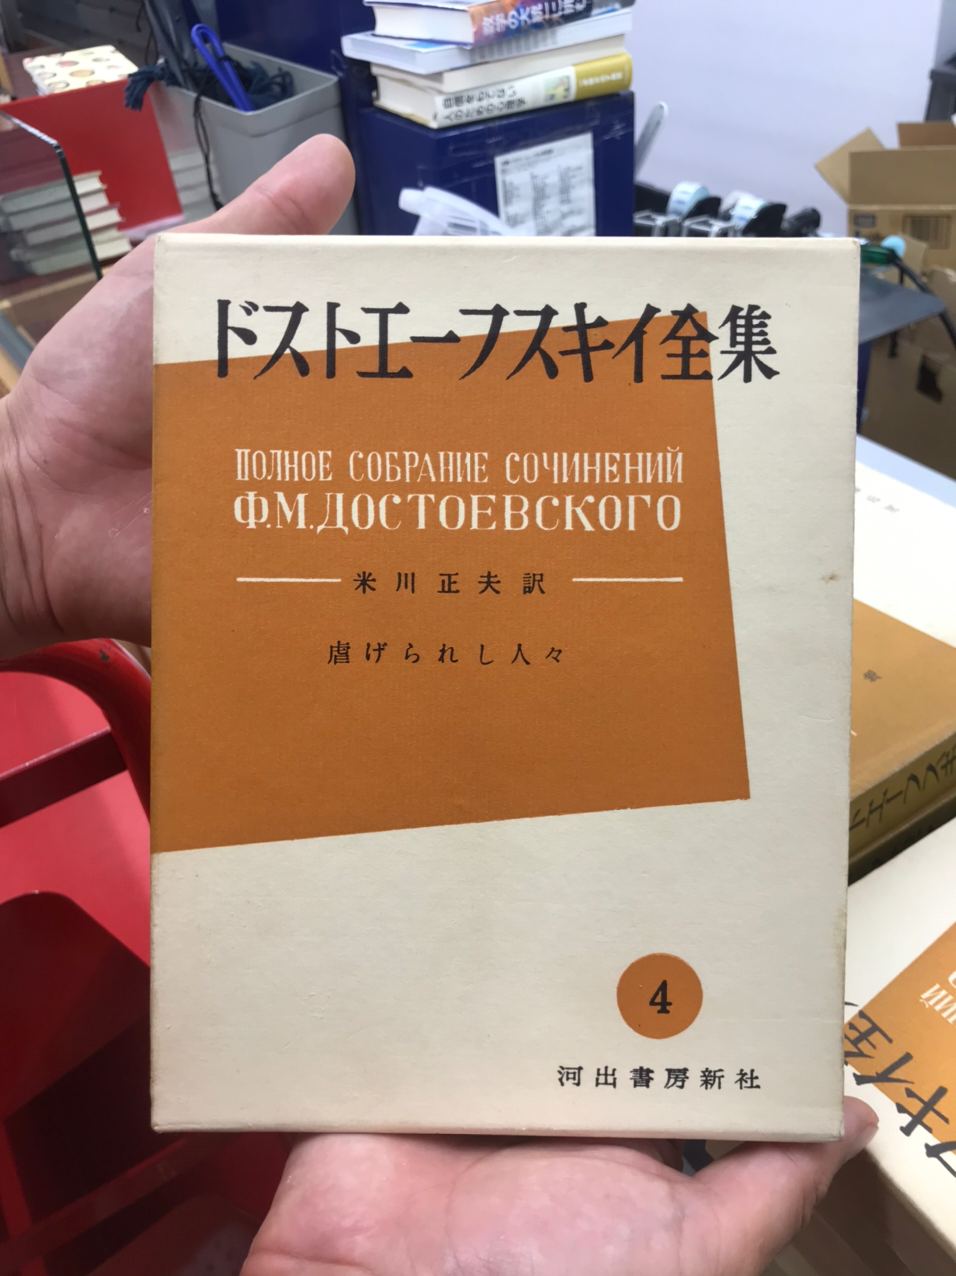 ドストエーフスキイ全集
ПОЛНОЕ СОБРАНИЕ СОЧИНЕНИЙ
Ф.М.ДОСТОЕВСКОГО
米川正夫訳
虐げられし人々
4
河出書房新社